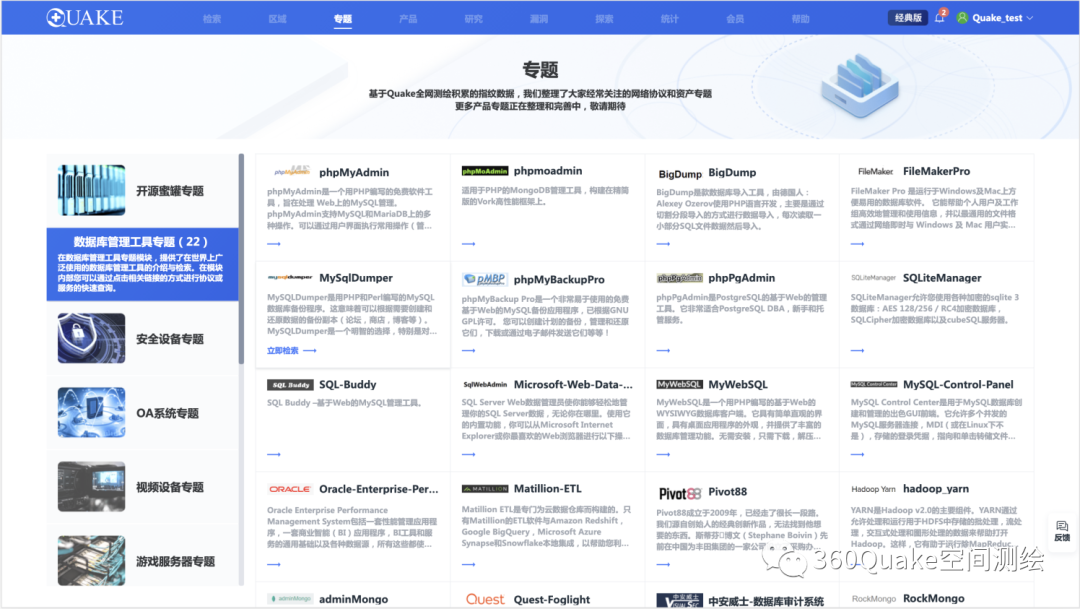 QUAKE
检索 区域 专题 产品 研究 漏洞 探索 统计 会员 帮助 经典版 2 Quake_test
专题
基于Quake全网测绘积累的指纹数据，我们整理了大家经常关注的网络协议和资产专题
更多产品专题正在整理和完善中，敬请期待
开源蜜罐专题
数据库管理工具专题（22）
在数据库管理工具专题模块，提供了在世界上广
泛使用的数据库管理工具的介绍与检索。在模块
内部您可以通过点击相关链接的方式进行协议或
服务的快速查询。
安全设备专题
OA系统专题
视频设备专题
游戏服务器专题
phpMyAdmin phpMyAdmin
phpMyAdmin是一个用PHP编写的免费软件工
具，旨在处理 Web上的MySQL管理。
phpMyAdmin支持MySQL和MariaDB上的多
种操作。可以通过用户界面执行常用操作（管...
phpMoAdmin phpmoadmin
适用于PHP的MongoDB管理工具，构建在精简
版的Vork高性能框架上。
BigDump BigDump
BigDump是款数据库导入工具，由德国人：
Alexey Ozerov使用PHP语言开发，主要是通过
切割分段导入的方式进行数据导入，每次读取一
小部分SQL文件数据然后导入。
FileMaker FileMakerPro
FileMaker Pro 是运行于Windows及Mac上方
便易用的数据库软件。它能帮助个人用户及工作
组高效地管理和使用信息，并以最通用的文件格
式通过网络即时与 Windows 及 Mac 用户实...
mysqldumper MySqlDumper
MySQLDumper是用PHP和Perl编写的MySQL
数据库备份程序。这意味着可以根据需要创建和
还原数据的备份副本（论坛，商店，博客等）。
MySQLDumper是一个明智的选择，特别是对...
立即检索
pMBP phpMyBackupPro
phpMyBackup Pro是一个非常易于使用的免费
基于Web的MySQL备份应用程序，已根据GNU
GPL许可。 您可以创建计划的备份，管理和还原
它们，下载或通过电子邮件发送它们等等！
phpPgAdmin phpPgAdmin
phpPgAdmin是PostgreSQL的基于Web的管理
工具。它非常适合PostgreSQL DBA，新手和托
管服务。
SQLiteManager SQLiteManager
SQLiteManager允许您使用各种加密的sqlite 3
数据库：AES 128/256 / RC4加密数据库，
SQLCipher加密数据库以及cubeSQL服务器。
SQL Buddy SQL-Buddy
SQL Buddy –基于Web的MySQL管理工具。
SqlWebAdmin Microsoft-Web-Data-...
SQL Server Web数据管理员使你能够轻松地管
理你的SQL Server数据，无论你在哪里。使用它
的内置功能，你可以从Microsoft Internet
Explorer或你最喜欢的Web浏览器进行以下操...
MyWebSQL MyWebSQL
MyWebSQL是一个用PHP编写的基于Web的
WYSIWYG数据库客户端。它具有简单直观的界
面，具有桌面应用程序的外观，并提供了丰富的
数据库管理功能。无需安装，只需下载，解压...
MySQL Control Center MySQL-Control-Panel
MySQL Control Center是用于MySQL数据库创
建和管理的出色GUI前端。它允许多个并发的
MySQL服务器连接，MDI（或在Linux下不
是），存储的登录凭据，指向和单击转储文件...
ORACLE Oracle-Enterprise-Per...
Oracle Enterprise Performance
Management System包括一套性能管理应用程
序，一套商业智能（BI）应用程序，BI工具和服
务的通用基础以及各种数据源，所有这些都使...
MATILLION Matillion-ETL
Matillion ETL是专门为云数据仓库而构建的。只
有Matillion的ETL软件与Amazon Redshift，
Google BigQuery，Microsoft Azure
Synapse和Snowflake本地集成，以帮助您利...
Pivot88 Pivot88
Pivot88成立于2009年，已经走了很长一段路。
我们源自创始人的经典创新作品，无法找到他想
要的东西。斯蒂芬·博文（Stephane Boivin）先
前在中国为丰田集团的一家公司
Hadoop Yarn hadoop_yarn
YARN是Hadoop v2.0的主要组件。YARN通过
允许处理和运行用于HDFS中存储的批处理，流处
理，交互式处理和图形处理的数据来帮助打开
Hadoop。这样，它有助于运行除MapReduc...
adminMongo adminMongo
Quest Quest-Foglight
中安威士 中安威士-数据库审计系统
RockMongo RockMongo
反馈
360Quake空间测绘